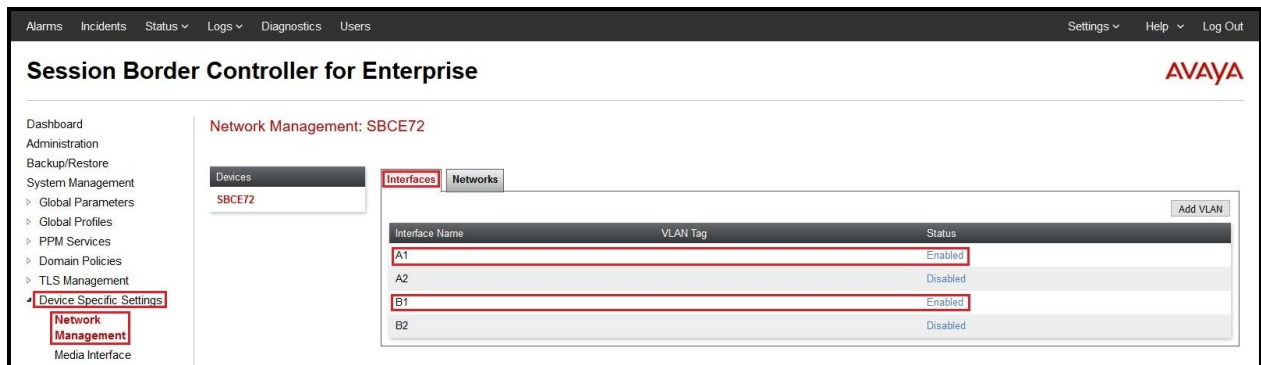 Alarms Incidents Status Logs Diagnostics Users Settings Help Log Out
Session Border Controller for Enterprise
AVAYA
Dashboard
Administration
Backup/Restore
System Management
Global Parameters
Global Profiles
PPM Services
Domain Policies
TLS Management
Device Specific Settings
Network
Management
Media Interface
Network Management: SBCE72
Devices
SBCE72
Interfaces Networks
Add VLAN
Interface Name VLAN Tag Status
A1 Enabled
A2 Disabled
B1 Enabled
B2 Disabled